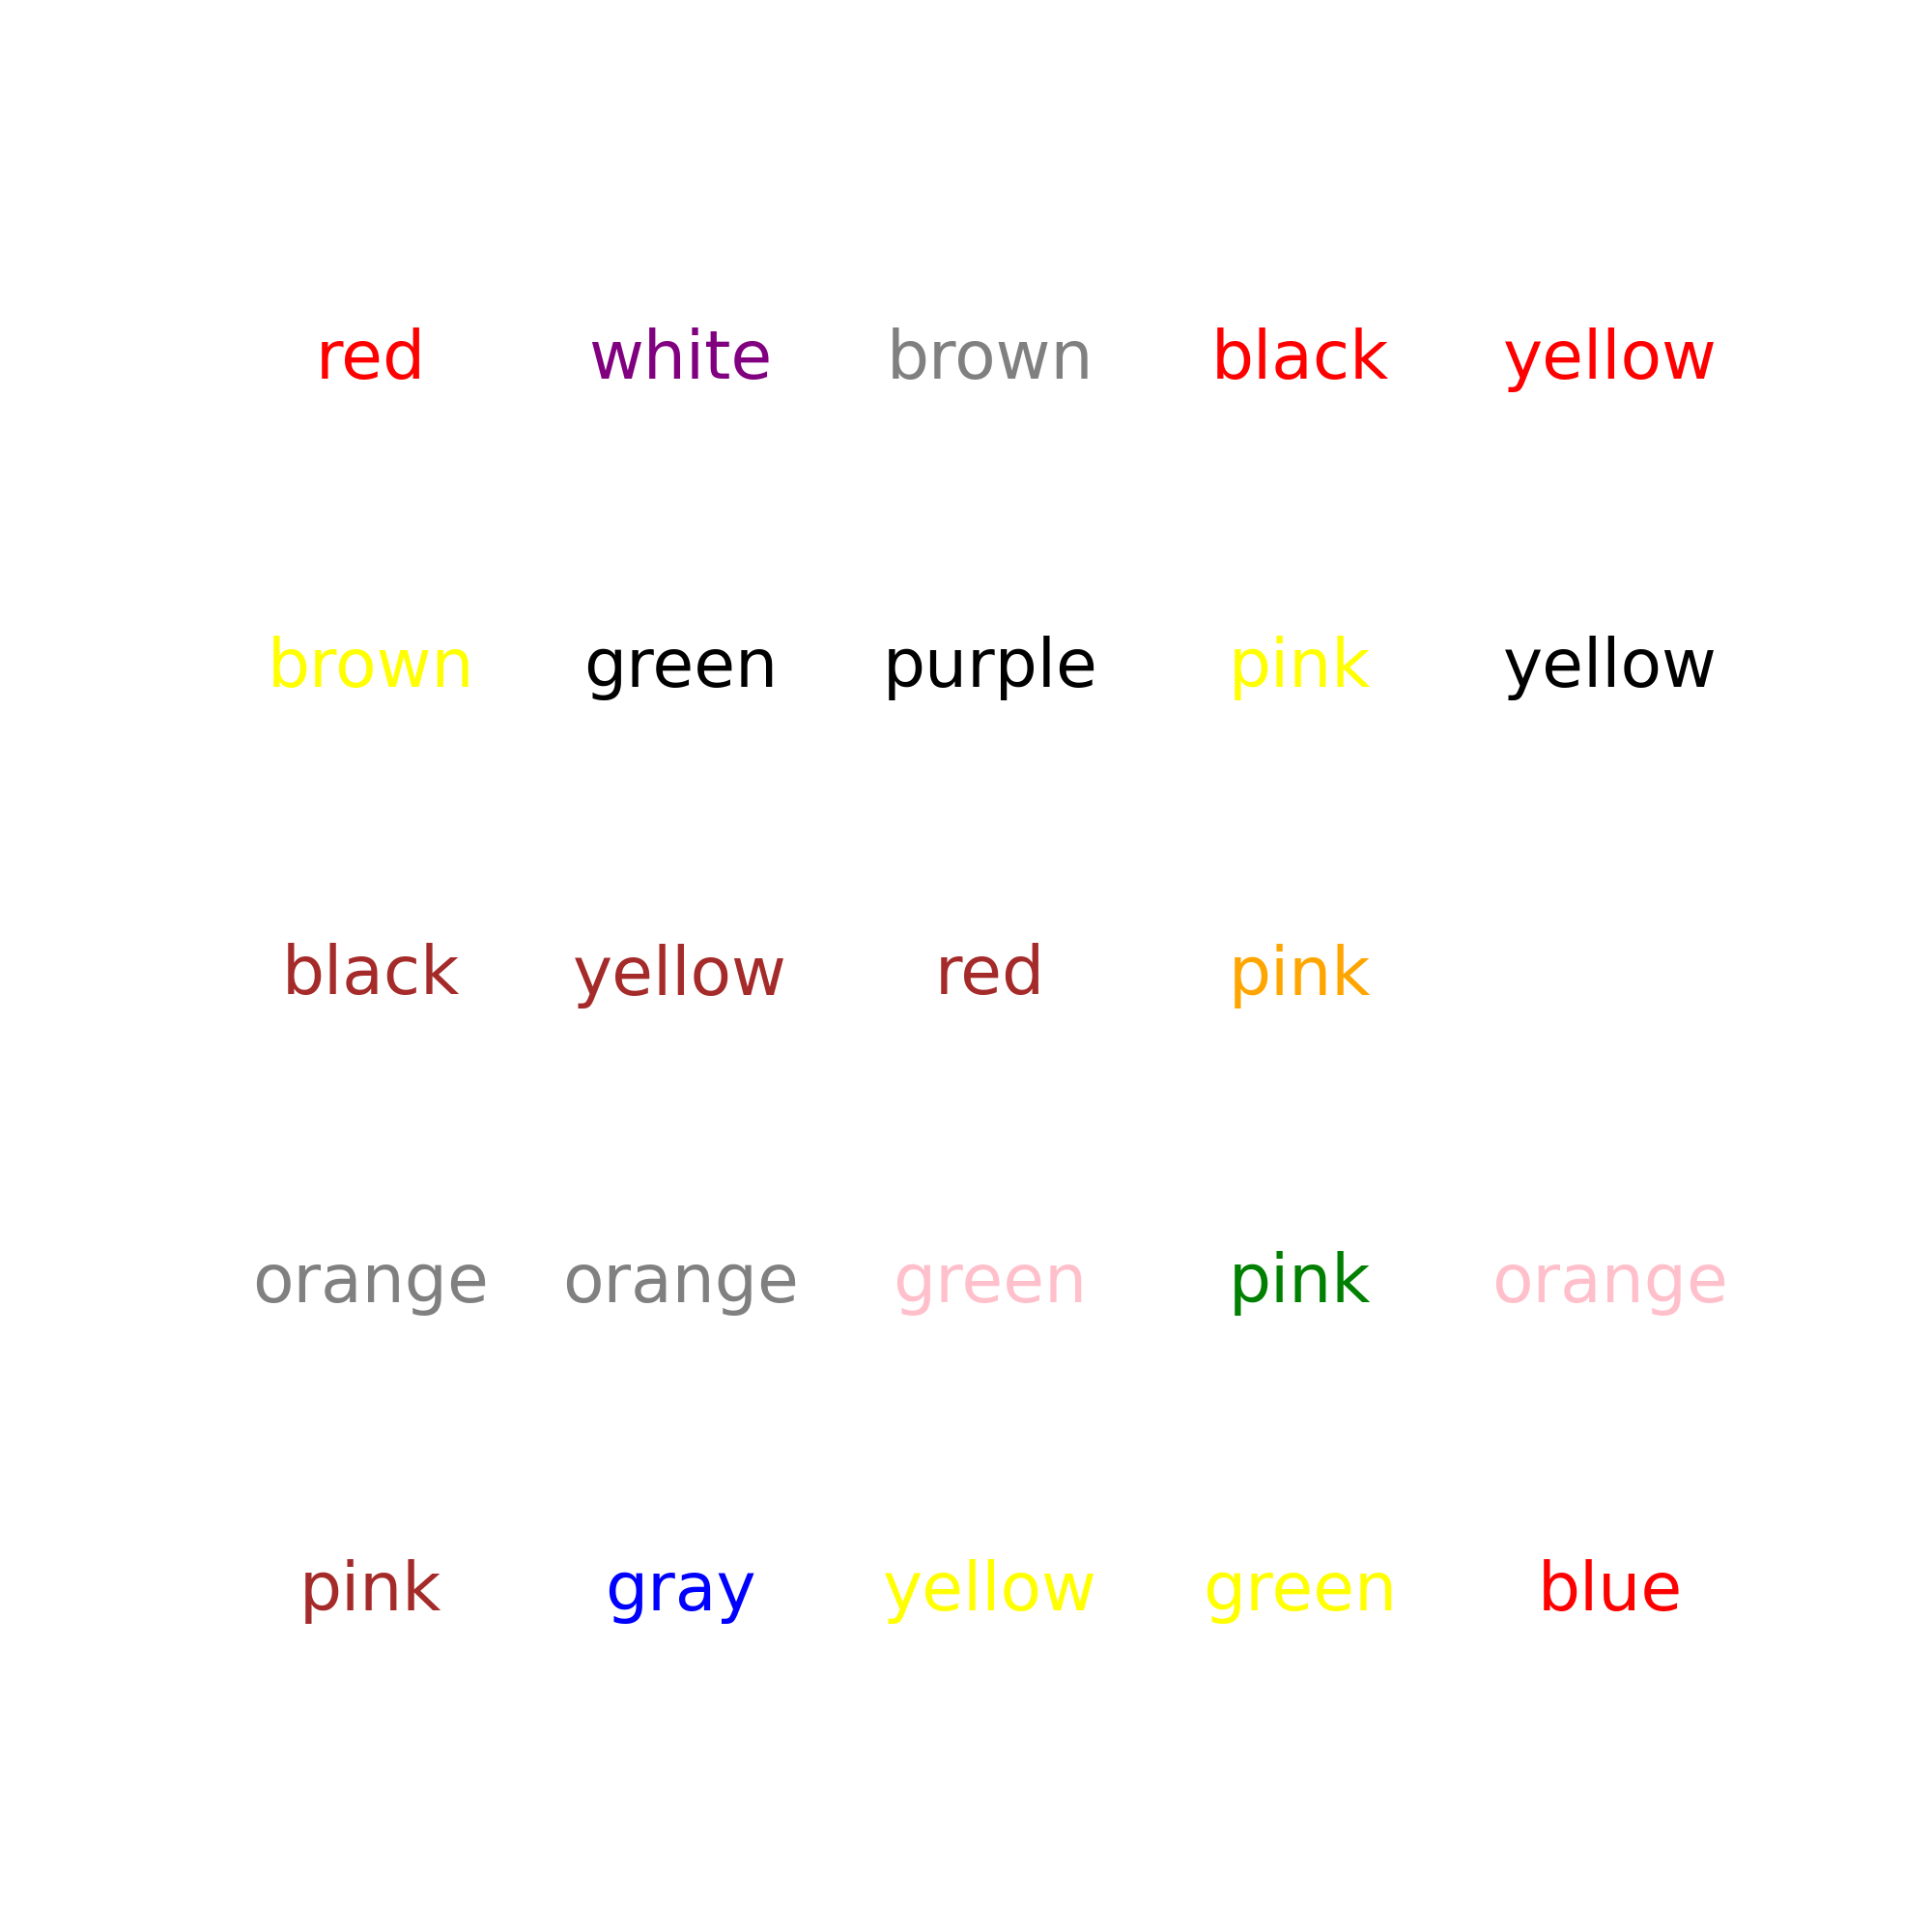 red white brown black yellow
brown green purple pink yellow
black yellow red pink
orange orange green pink orange
pink gray yellow green blue